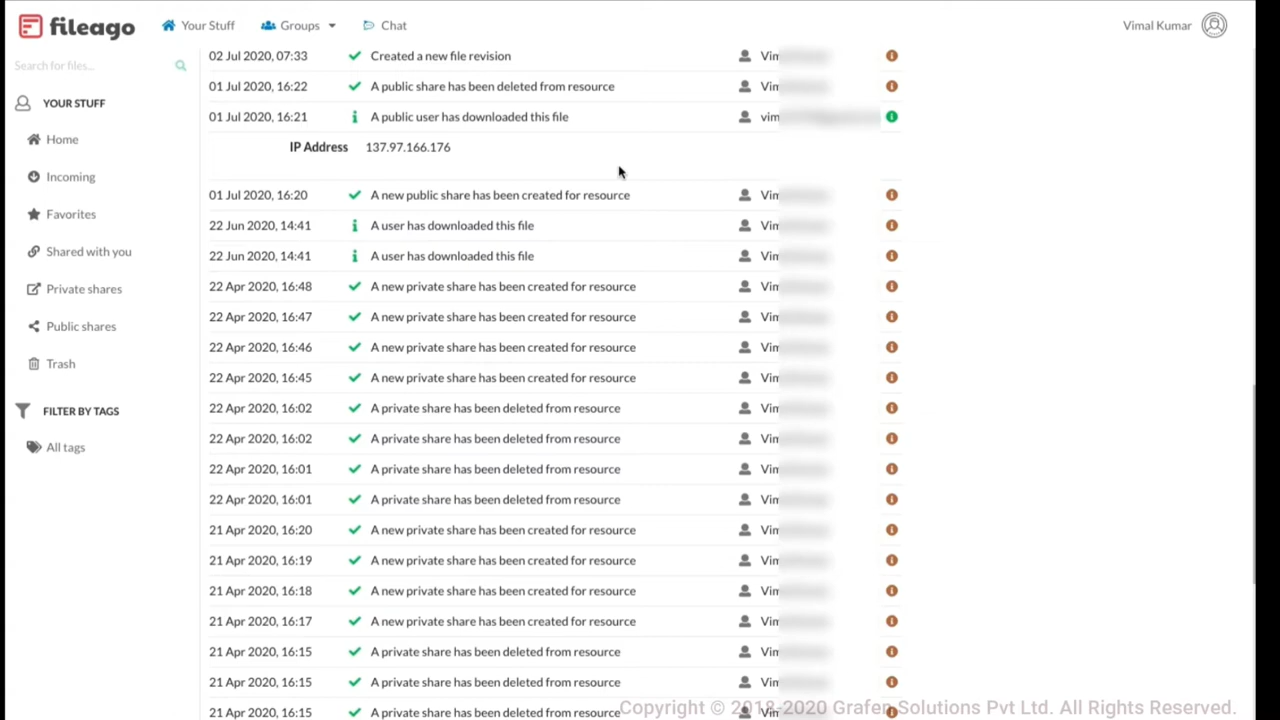 fileago
Your Stuff
Groups
Chat
Vimal Kumar
Search for files...
YOUR STUFF
Home
Incoming
Favorites
Shared with you
Private shares
Public shares
Trash
FILTER BY TAGS
All tags
02 Jul 2020, 07:33 Created a new file revision Vim
01 Jul 2020, 16:22 A public share has been deleted from resource Vim
01 Jul 2020, 16:21 A public user has downloaded this file vim
IP Address 137.97.166.176
01 Jul 2020, 16:20 A new public share has been created for resource Vim
22 Jun 2020, 14:41 A user has downloaded this file Vim
22 Jun 2020, 14:41 A user has downloaded this file Vim
22 Apr 2020, 16:48 A new private share has been created for resource Vim
22 Apr 2020, 16:47 A new private share has been created for resource Vim
22 Apr 2020, 16:46 A new private share has been created for resource Vim
22 Apr 2020, 16:45 A new private share has been created for resource Vim
22 Apr 2020, 16:02 A private share has been deleted from resource Vim
22 Apr 2020, 16:02 A private share has been deleted from resource Vim
22 Apr 2020, 16:01 A private share has been deleted from resource Vim
22 Apr 2020, 16:01 A private share has been deleted from resource Vim
21 Apr 2020, 16:20 A new private share has been created for resource Vim
21 Apr 2020, 16:19 A new private share has been created for resource Vim
21 Apr 2020, 16:18 A new private share has been created for resource Vim
21 Apr 2020, 16:17 A new private share has been created for resource Vim
21 Apr 2020, 16:15 A private share has been deleted from resource Vim
21 Apr 2020, 16:15 A private share has been deleted from resource Vim
21 Apr 2020, 16:15 A private share has been deleted from resource Vim
Copyright © 2018-2020 Grafen Solutions Pvt Ltd. All Rights Reserved.